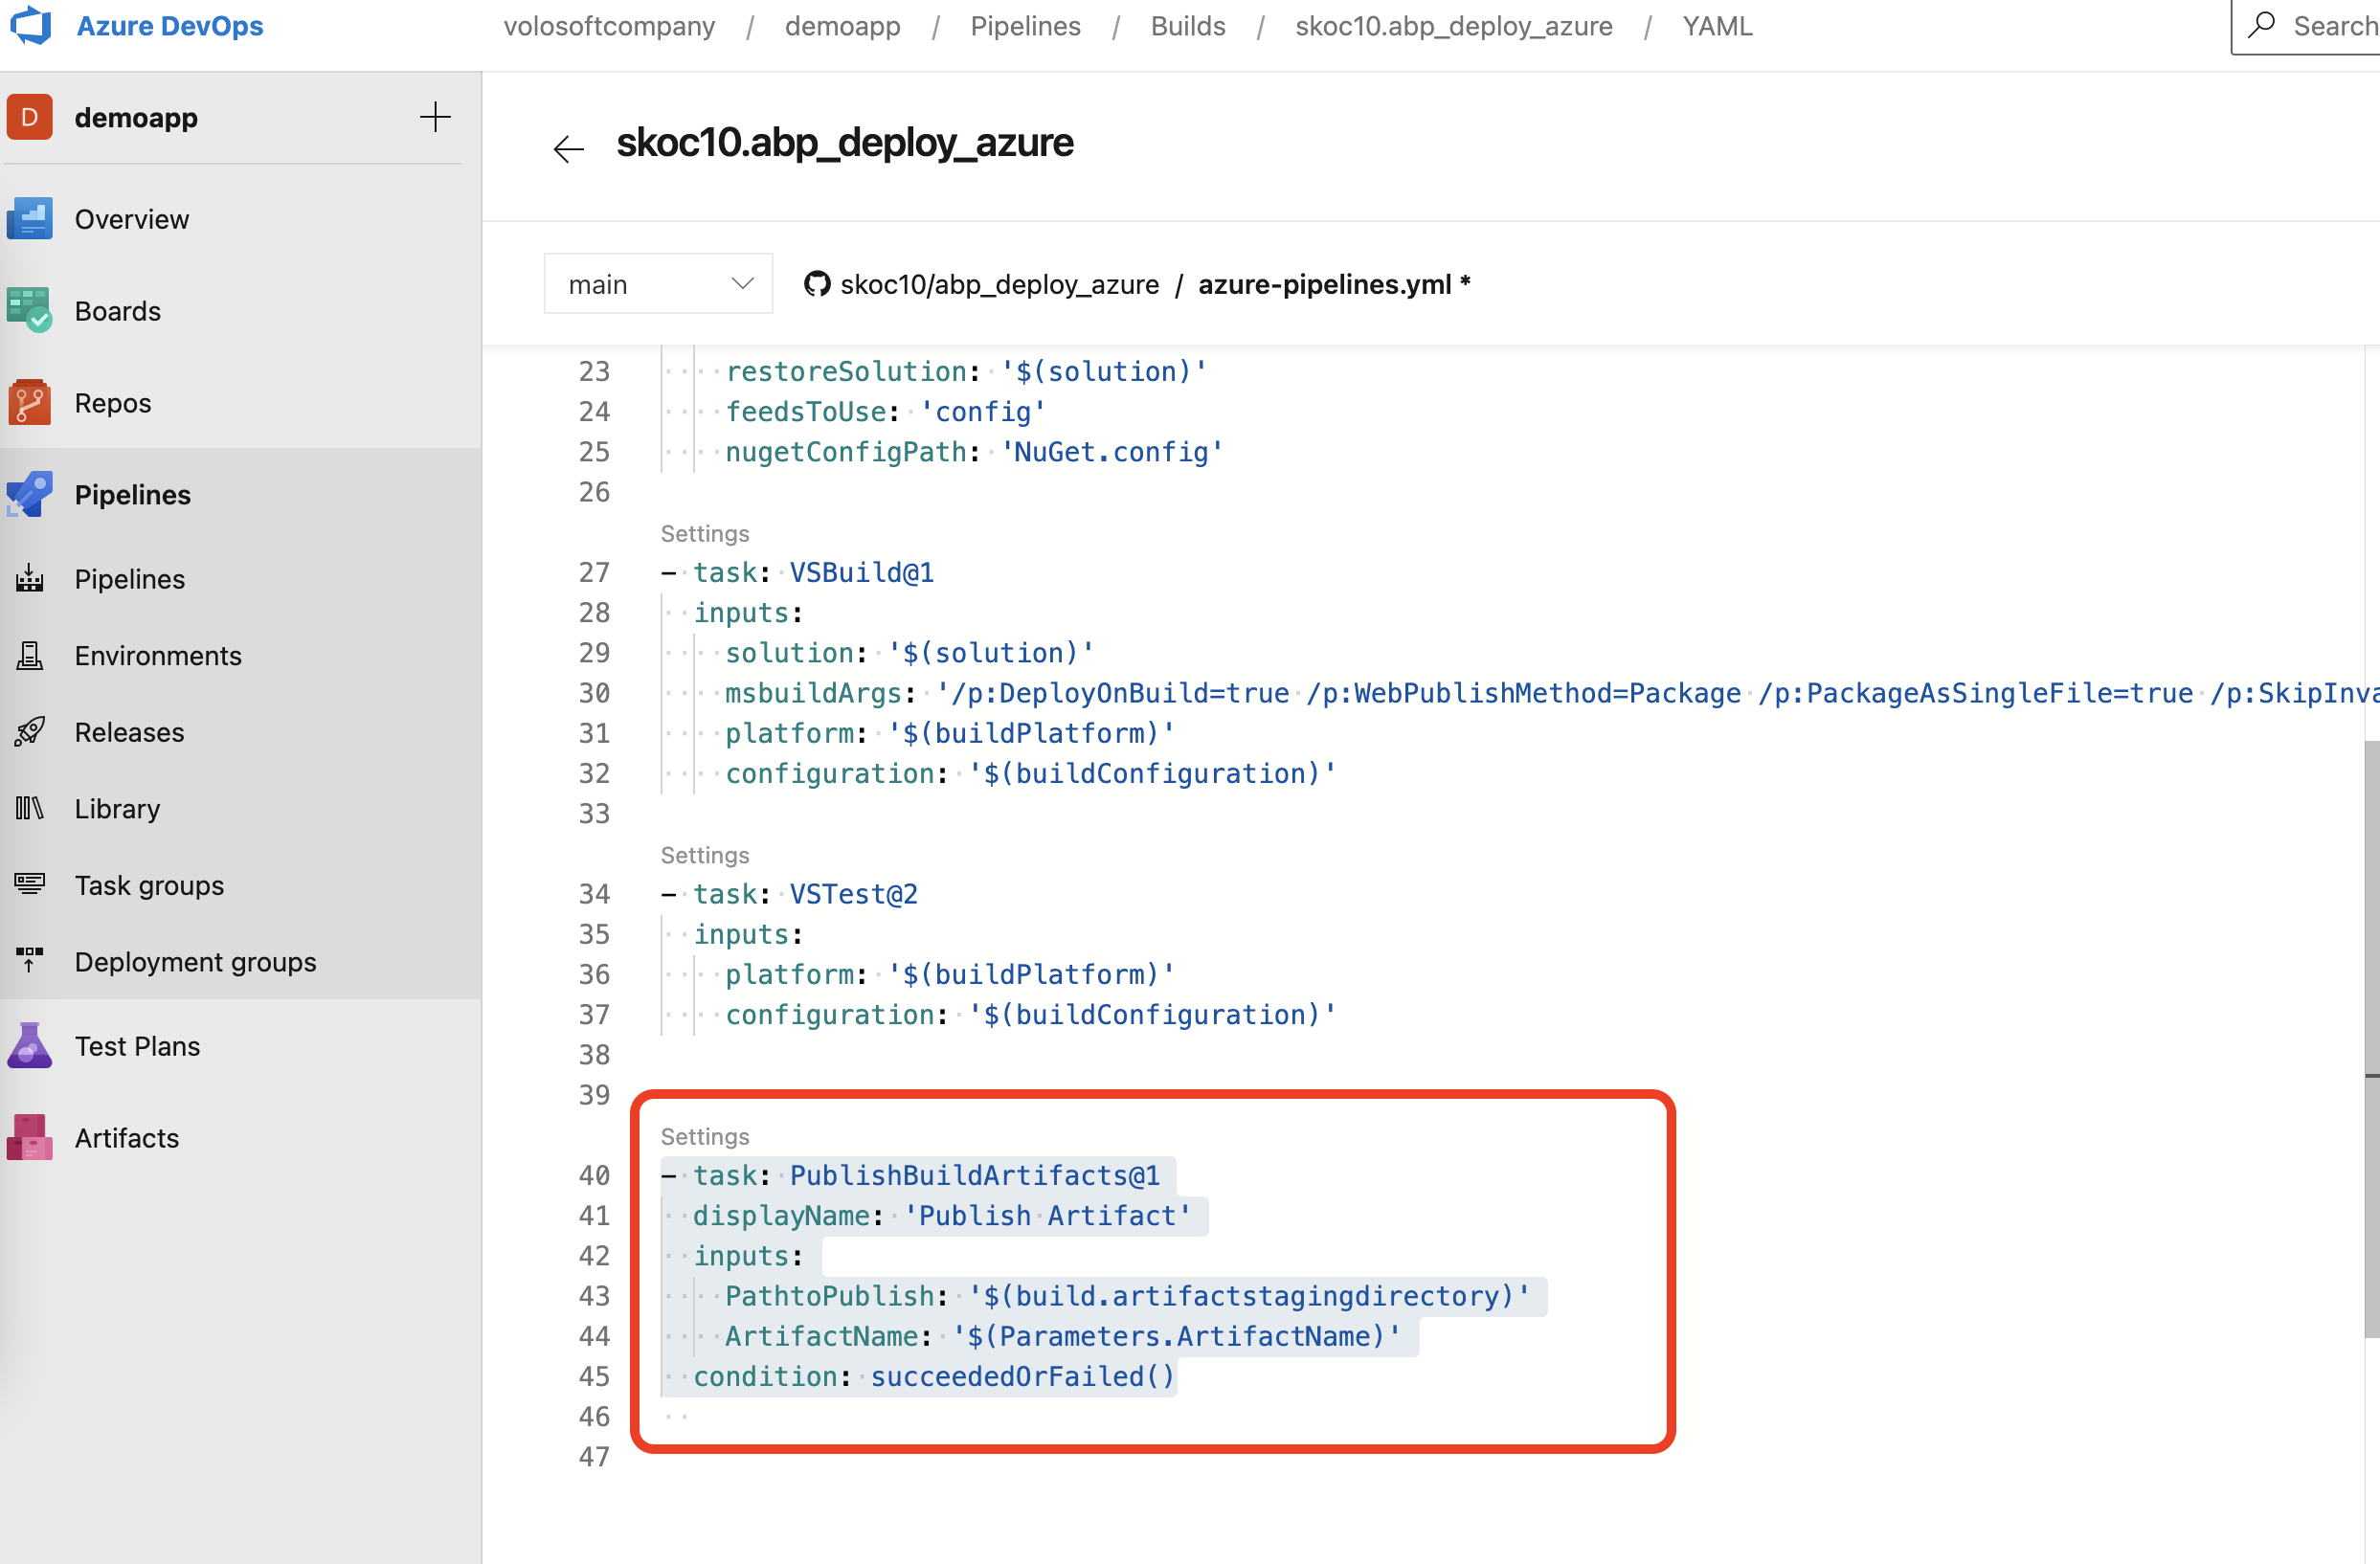 Azure DevOps
volosoftcompany / demoapp / Pipelines / Builds / skoc10.abp_deploy_azure / YAML
Search
D demoapp
Overview
Boards
Repos
Pipelines
Pipelines
Environments
Releases
Library
Task groups
Deployment groups
Test Plans
Artifacts
skoc10.abp_deploy_azure
main
skoc10/abp_deploy_azure / azure-pipelines.yml *
23 restoreSolution: '$(solution)'
24 feedsToUse: 'config'
25 nugetConfigPath: 'NuGet.config'
26
Settings
27 - task: VSBuild@1
28 inputs:
29 solution: '$(solution)'
30 msbuildArgs: '/p:DeployOnBuild=true /p:WebPublishMethod=Package /p:PackageAsSingleFile=true /p:SkipInva
31 platform: '$(buildPlatform)'
32 configuration: '$(buildConfiguration)'
33
Settings
34 - task: VSTest@2
35 inputs:
36 platform: '$(buildPlatform)'
37 configuration: '$(buildConfiguration)'
38
39
Settings
40 - task: PublishBuildArtifacts@1
41 displayName: 'Publish Artifact'
42 inputs:
43 PathtoPublish: '$(build.artifactstagingdirectory)'
44 ArtifactName: '$(Parameters.ArtifactName)'
45 condition: succeededOrFailed()
46
47